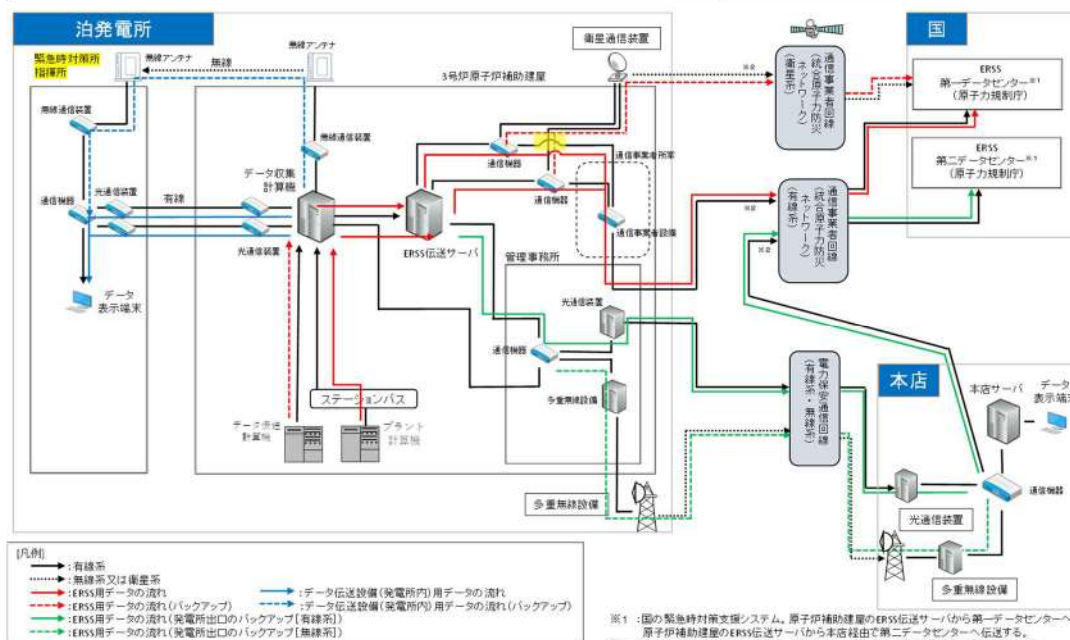 泊発電所
緊急時対策所
指揮所
無線アンテナ
無線
無線アンテナ
3号炉原子炉補助建屋
衛星通信装置
無線通信装置
無線通信装置
データ収集
計算機
通信機器
光通信装置
有線
光通信装置
データ
表示端末
ERSS伝送サーバ
通信機器
通信機器
通信事業者所掌
通信事業者設備
管理事務所
光通信装置
通信機器
多重無線設備
ステーションバス
計算機
プラント
計算機
多重無線設備
※2
通信事業者回線
(統合原子力防災
ネットワーク)
衛星系)
※2
通信事業者回線
(統合原子力防災
ネットワーク)
(有線系)
※2
電力保安通信回線
(有線系・無線系)
国
ERSS
第一データセンター※1
(原子力規制庁)
ERSS
第二データセンター※1
(原子力規制庁)
本店
本店サーバ
データ
表示端末
通信機器
光通信装置
多重無線設備
[凡例]
:有線系
:無線系又は衛星系
:ERSS用データの流れ
:ERSS用データの流れ(バックアップ)
:ERSS用データの流れ(発電所出口のバックアップ[有線系])
:ERSS用データの流れ(発電所出口のバックアップ[無線系])
:データ伝送設備(発電所内)用データの流れ
:データ伝送設備(発電所内)用データの流れ(バックアップ)
※1 :国の緊急時対策支援システム。原子炉補助建屋のERSS伝送サーバから第一データセンターへ
原子炉補助建屋のERSS伝送サーバから本店経由で第二データセンターへ伝送する。